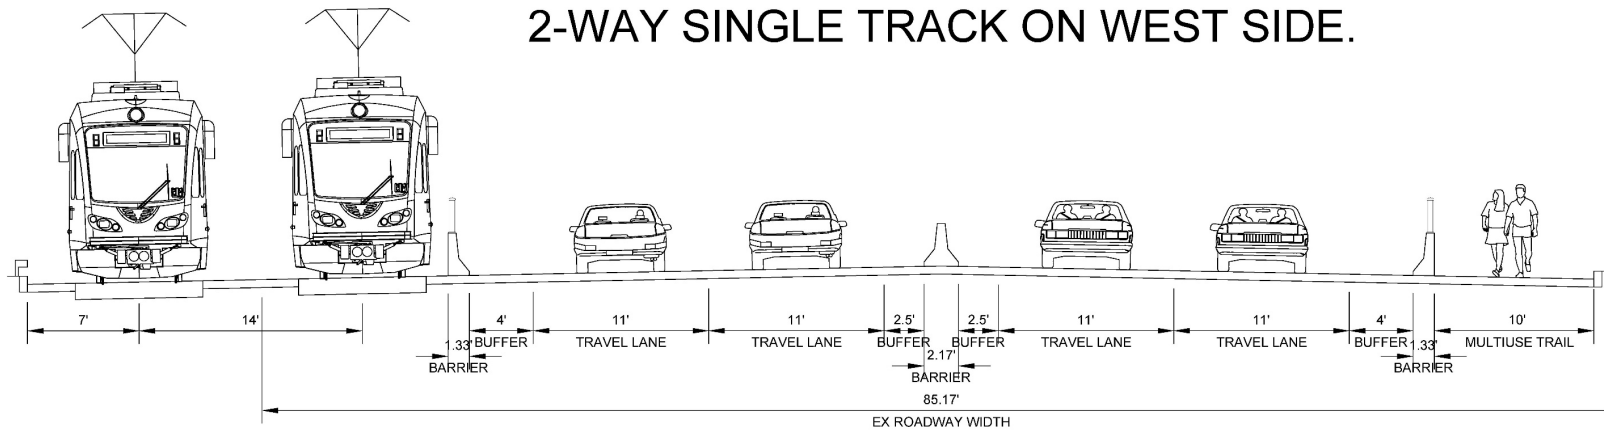 2-WAY SINGLE TRACK ON WEST SIDE.
7' 14' 4' 11' 11' 2.5' 2.5' 11' 11' 4' 10'
BUFFER TRAVEL LANE TRAVEL LANE BUFFER BUFFER TRAVEL LANE TRAVEL LANE BUFFER MULTIUSE TRAIL
1.33' 2.17' 1.33'
BARRIER BARRIER BARRIER
85.17'
EX ROADWAY WIDTH